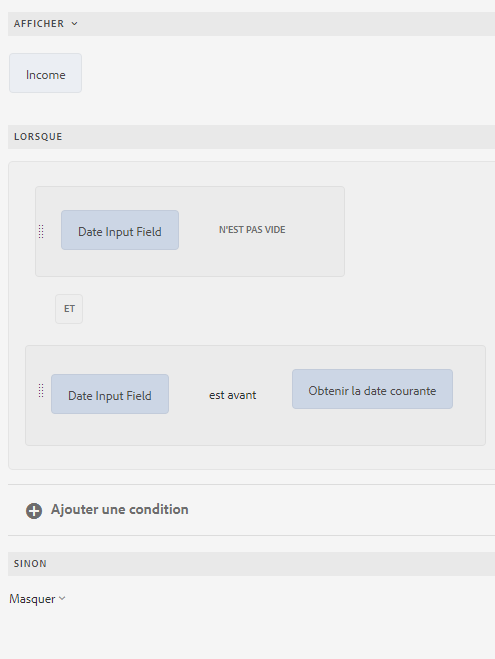 AFFICHER
Income
LORSQUE
Date Input Field N'EST PAS VIDE
ET
Date Input Field est avant Obtenir la date courante
Ajouter une condition
SINON
Masquer